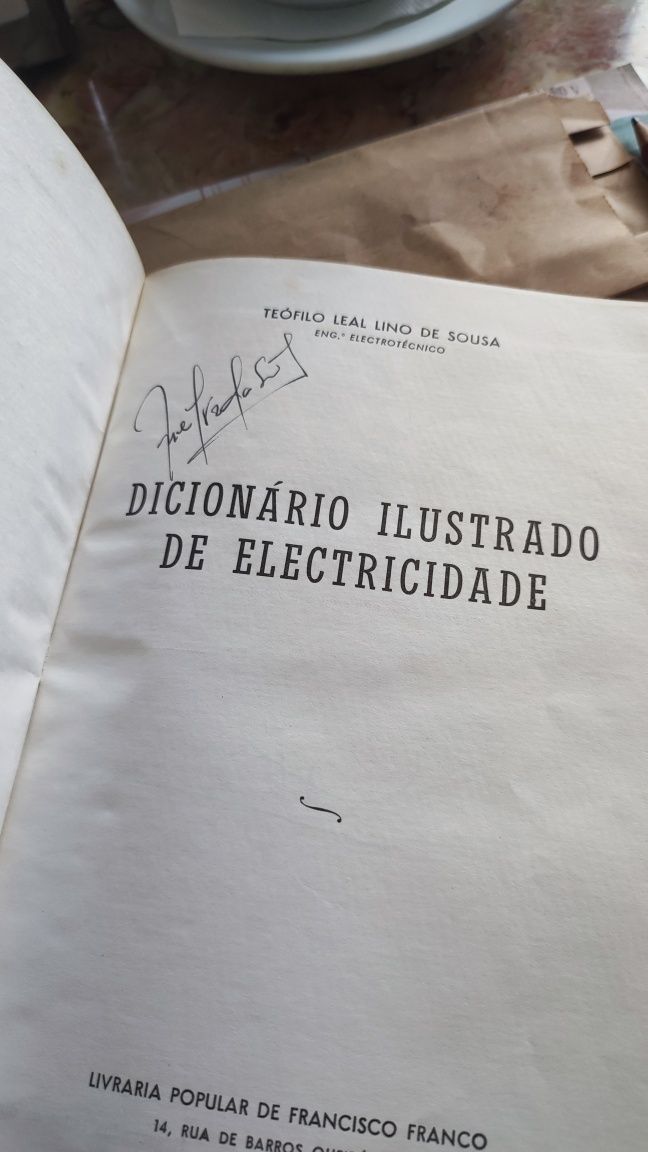 TEÓFILO LEAL LINO DE SOUSA
ENG.º ELECTROTÉCNICO
DICIONÁRIO ILUSTRADO
DE ELECTRICIDADE
LIVRARIA POPULAR DE FRANCISCO FRANCO
14, RUA DE BARROS